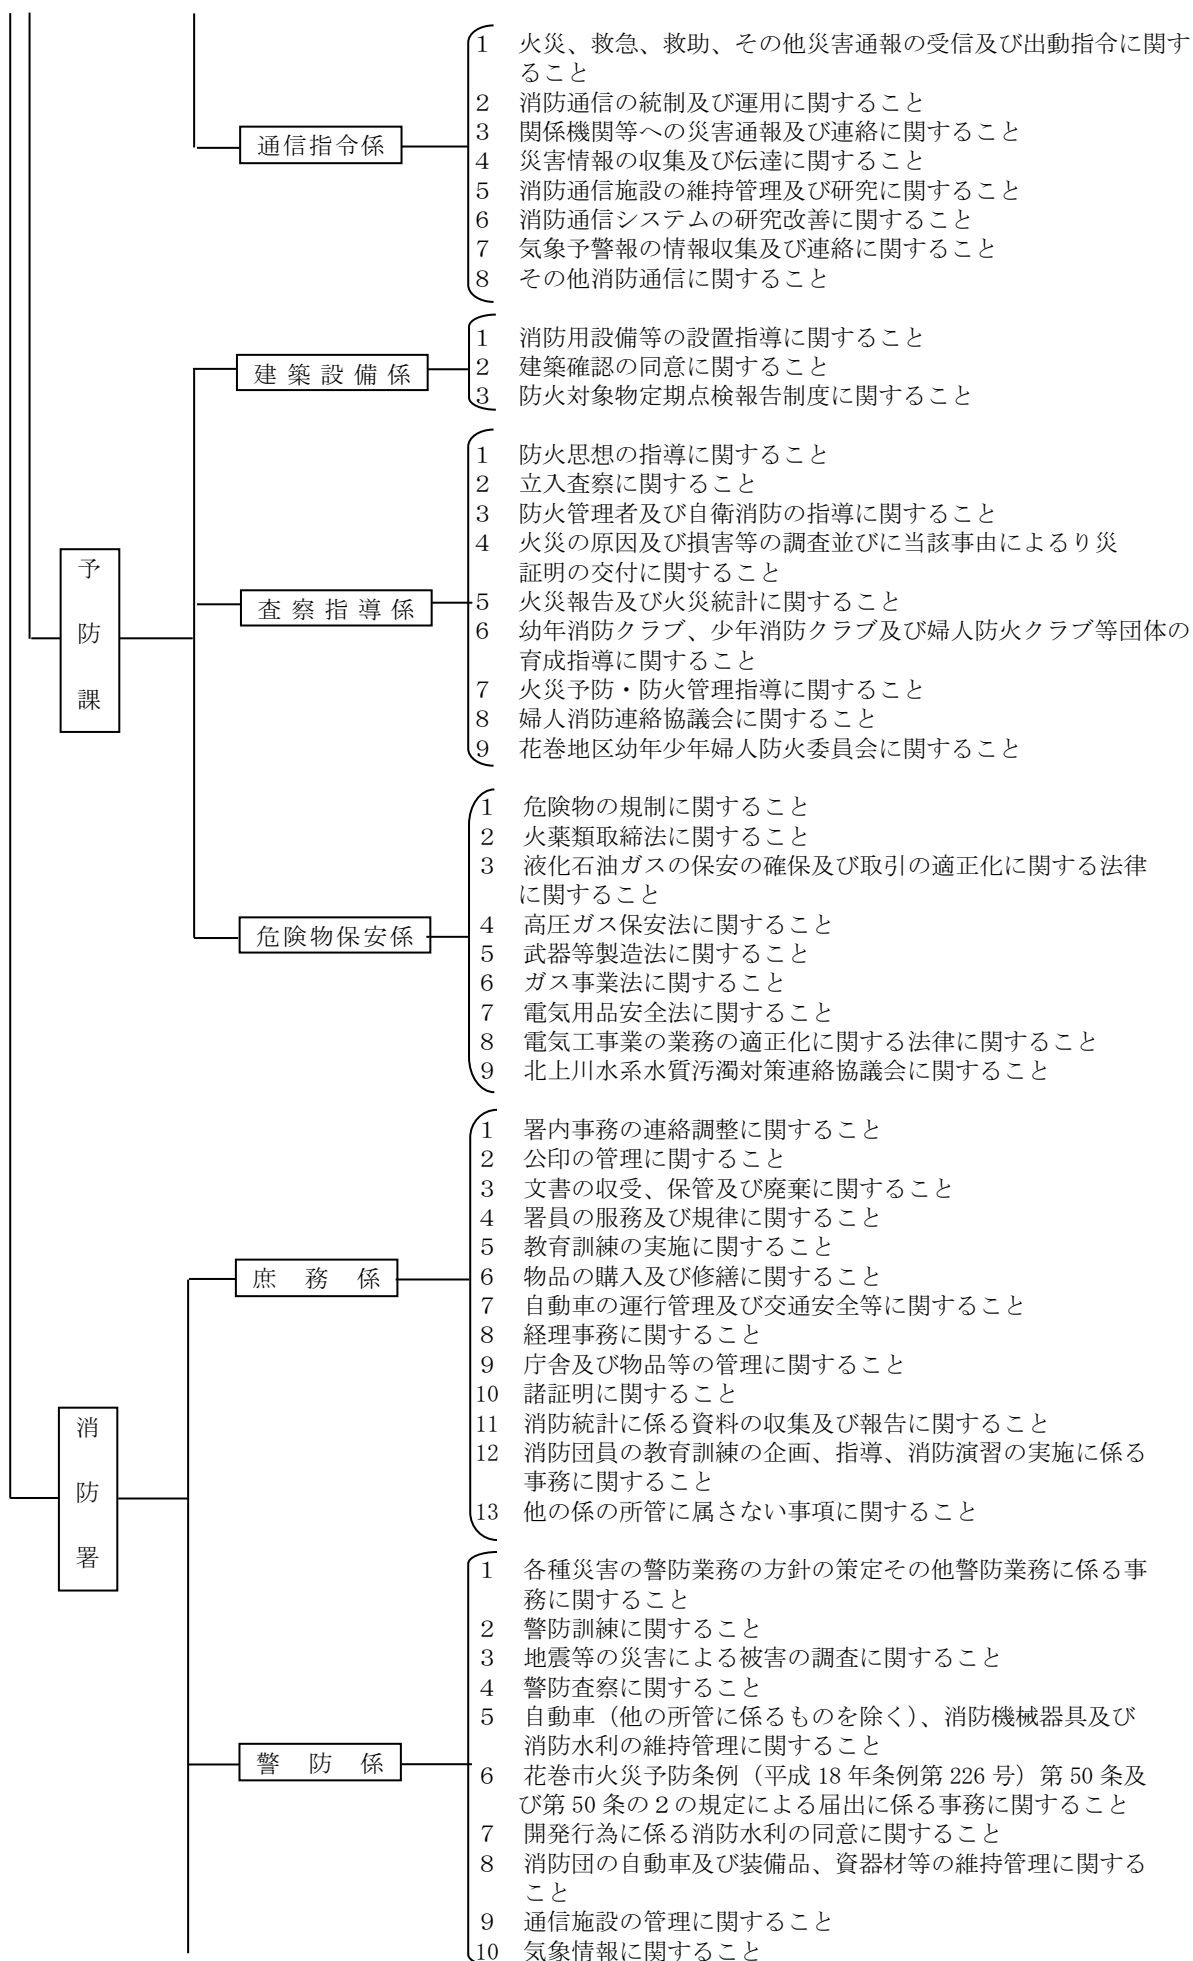 1 火災、救急、救助、その他災害通報の受信及び出動指令に関す
ること
2 消防通信の統制及び運用に関すること
3 関係機関等への災害通報及び連絡に関すること
通信指令係
4 災害情報の収集及び伝達に関すること
5 消防通信施設の維持管理及び研究に関すること
6 消防通信システムの研究改善に関すること
7 気象予警報の情報収集及び連絡に関すること
8 その他消防通信に関すること
1 消防用設備等の設置指導に関すること
建築設備係
2 建築確認の同意に関すること
3 防火対象物定期点検報告制度に関すること
1 防火思想の指導に関すること
2 立入査察に関すること
3 防火管理者及び自衛消防の指導に関すること
4 火災の原因及び損害等の調査並びに当該事由によるり災
証明の交付に関すること
予防課
査察指導係
5 火災報告及び火災統計に関すること
6 幼年消防クラブ、少年消防クラブ及び婦人防火クラブ等団体の
育成指導に関すること
7 火災予防・防火管理指導に関すること
8 婦人消防連絡協議会に関すること
9 花巻地区幼年少年婦人防火委員会に関すること
1 危険物の規制に関すること
2 火薬類取締法に関すること
3 液化石油ガスの保安の確保及び取引の適正化に関する法律
に関すること
危険物保安係
4 高圧ガス保安法に関すること
5 武器等製造法に関すること
6 ガス事業法に関すること
7 電気用品安全法に関すること
8 電気工事業の業務の適正化に関する法律に関すること
9 北上川水系水質汚濁対策連絡協議会に関すること
1 署内事務の連絡調整に関すること
2 公印の管理に関すること
3 文書の収受、保管及び廃棄に関すること
4 署員の服務及び規律に関すること
5 教育訓練の実施に関すること
庶務係
6 物品の購入及び修繕に関すること
7 自動車の運行管理及び交通安全等に関すること
8 経理事務に関すること
9 庁舎及び物品等の管理に関すること
10 諸証明に関すること
11 消防統計に係る資料の収集及び報告に関すること
12 消防団員の教育訓練の企画、指導、消防演習の実施に係る
事務に関すること
13 他の係の所管に属さない事項に関すること
消防署
1 各種災害の警防業務の方針の策定その他警防業務に係る事
務に関すること
2 警防訓練に関すること
3 地震等の災害による被害の調査に関すること
4 警防査察に関すること
5 自動車（他の所管に係るものを除く）、消防機械器具及び
消防水利の維持管理に関すること
警防係
6 花巻市火災予防条例（平成 18 年条例第 226 号）第 50 条及
び第 50 条の２の規定による届出に係る事務に関すること
7 開発行為に係る消防水利の同意に関すること
8 消防団の自動車及び装備品、資器材等の維持管理に関する
こと
9 通信施設の管理に関すること
10 気象情報に関すること